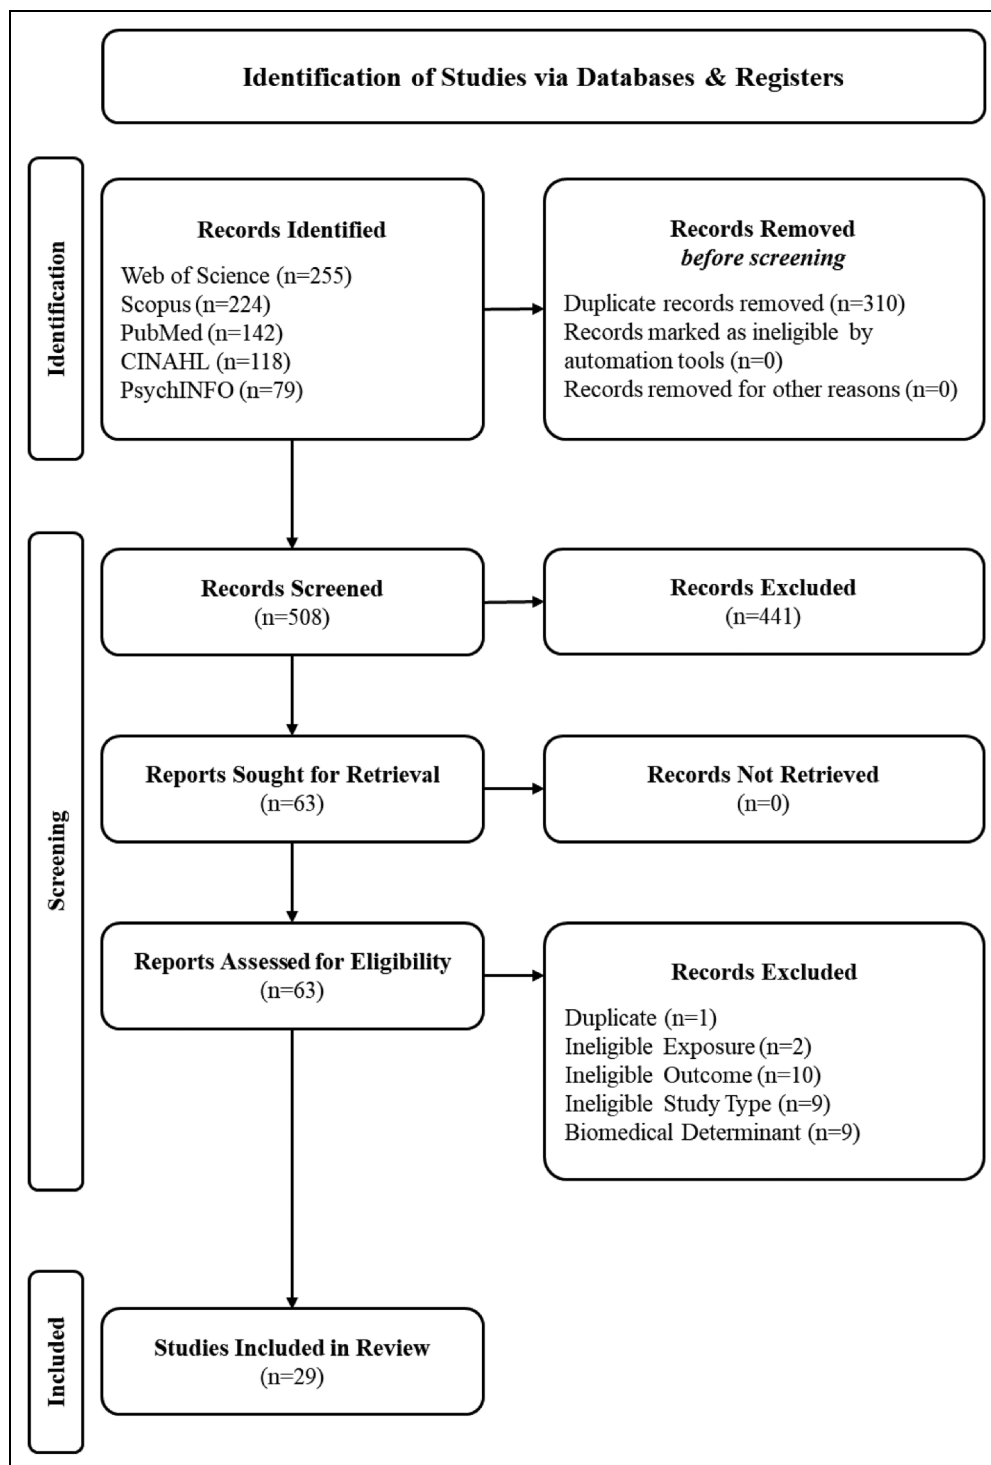 Identification of Studies via Databases & Registers
Identification
Records Identified
Web of Science (n=255)
Scopus (n=224)
PubMed (n=142)
CINAHL (n=118)
PsychINFO (n=79)
Records Removed
before screening
Duplicate records removed (n=310)
Records marked as ineligible by
automation tools (n=0)
Records removed for other reasons (n=0)
Screening
Records Screened
(n=508)
Records Excluded
(n=441)
Reports Sought for Retrieval
(n=63)
Records Not Retrieved
(n=0)
Reports Assessed for Eligibility
(n=63)
Records Excluded
Duplicate (n=1)
Ineligible Exposure (n=2)
Ineligible Outcome (n=10)
Ineligible Study Type (n=9)
Biomedical Determinant (n=9)
Included
Studies Included in Review
(n=29)